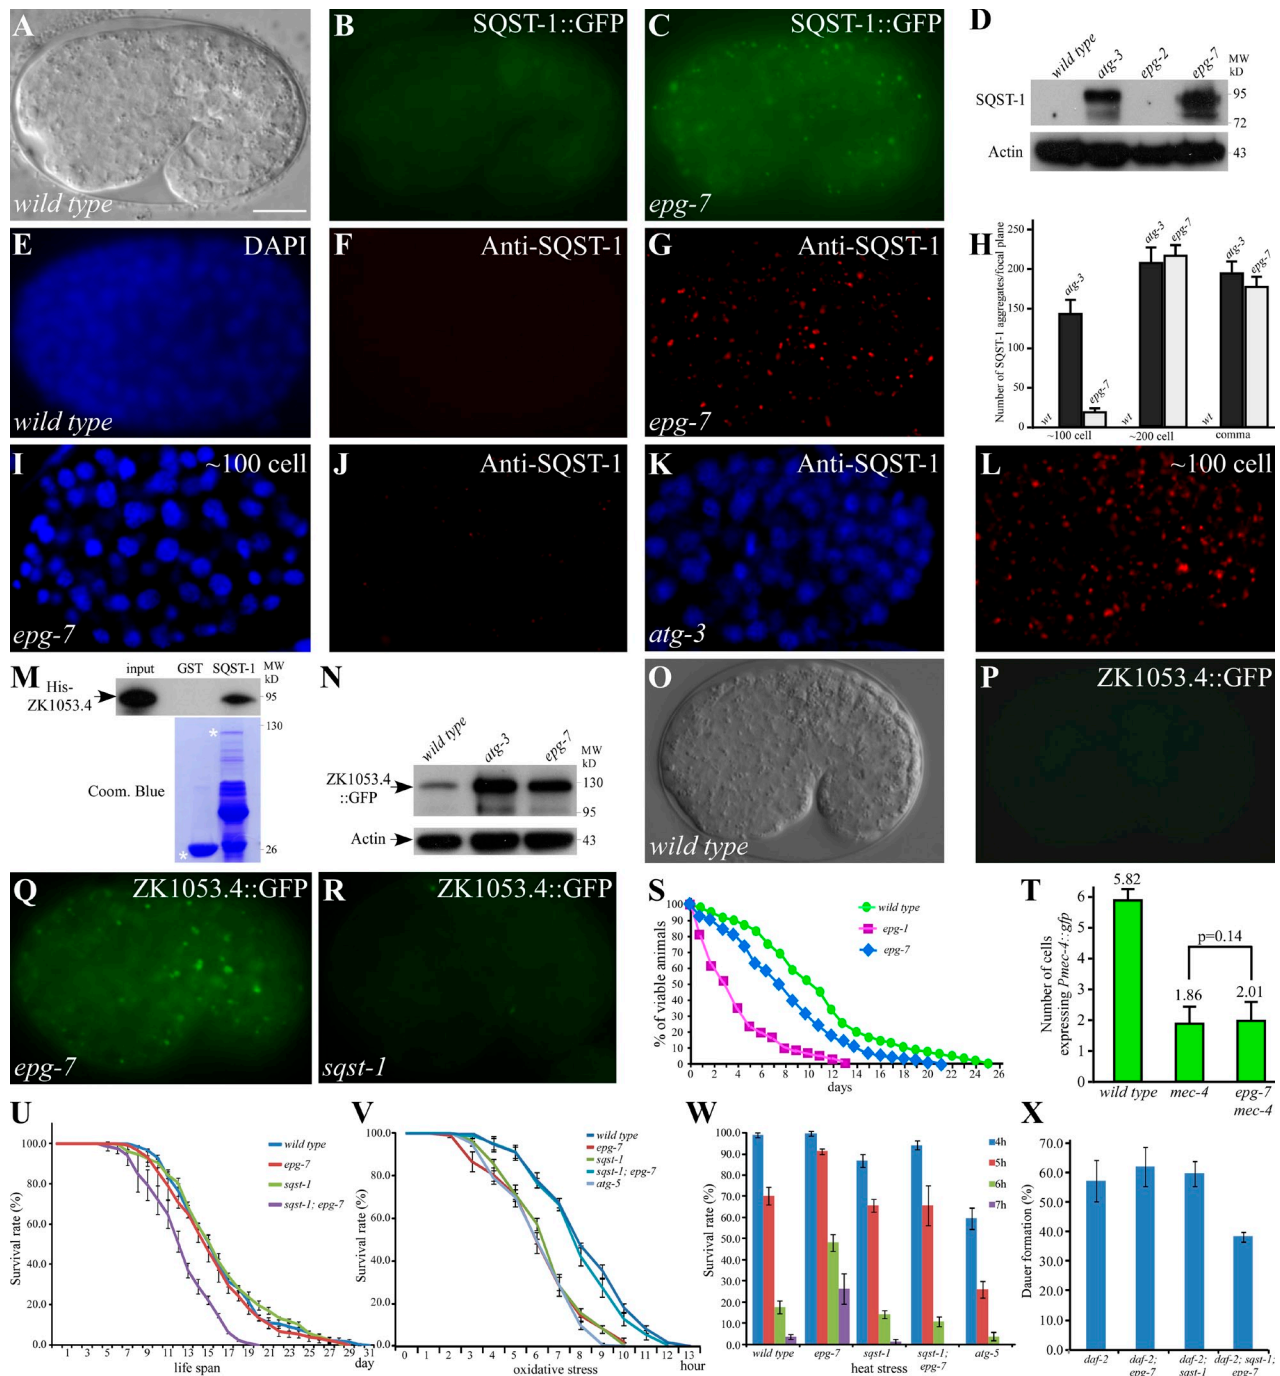 A
wild type
B
SQST-1::GFP
C
SQST-1::GFP
epg-7
D
wild type
atg-3
epg-2
epg-7
MW
kD
SQST-1
95
72
Actin
43
E
DAPI
wild type
F
Anti-SQST-1
G
Anti-SQST-1
epg-7
H
Number of SQST-1 aggregates/focal plane
250
200
150
100
50
0
wt
atg-3
epg-7
wt
atg-3
epg-7
wt
atg-3
epg-7
~100 cell
~200 cell
comma
I
~100 cell
epg-7
J
Anti-SQST-1
K
Anti-SQST-1
atg-3
L
~100 cell
M
input
GST
SQST-1
MW
kD
His-
ZK1053.4
95
130
*
Coom. Blue
26
*
N
wild type
atg-3
epg-7
MW
kD
ZK1053.4
::GFP
130
95
Actin
43
O
wild type
P
ZK1053.4::GFP
Q
ZK1053.4::GFP
epg-7
R
ZK1053.4::GFP
sqst-1
S
% of viable animals
100
90
80
70
60
50
40
30
20
10
0
0 2 4 6 8 10 12 14 16 18 20 22 24 26
days
wild type
epg-1
epg-7
T
Number of cells
expressing Pmec-4::gfp
6
5
4
3
2
1
0
5.82
p=0.14
1.86
2.01
wild type
mec-4
epg-7
mec-4
U
Survival rate (%)
100.0
80.0
60.0
40.0
20.0
0.0
1 3 5 7 9 11 13 15 17 19 21 23 25 27 29 31
life span
day
wild type
epg-7
sqst-1
sqst-1; epg-7
V
Survival rate (%)
100.0
80.0
60.0
40.0
20.0
0.0
0 1 2 3 4 5 6 7 8 9 10 11 12 13
oxidative stress
hour
wild type
epg-7
sqst-1
sqst-1; epg-7
atg-5
W
Survival rate (%)
100.0
90.0
80.0
70.0
60.0
50.0
40.0
30.0
20.0
10.0
0.0
4h
5h
6h
7h
wild type
epg-7
sqst-1
sqst-1;
epg-7
atg-5
heat stress
X
Dauer formation (%)
70.0
60.0
50.0
40.0
30.0
20.0
10.0
0.0
daf-2
daf-2;
epg-7
daf-2;
sqst-1
daf-2; sqst-1;
epg-7